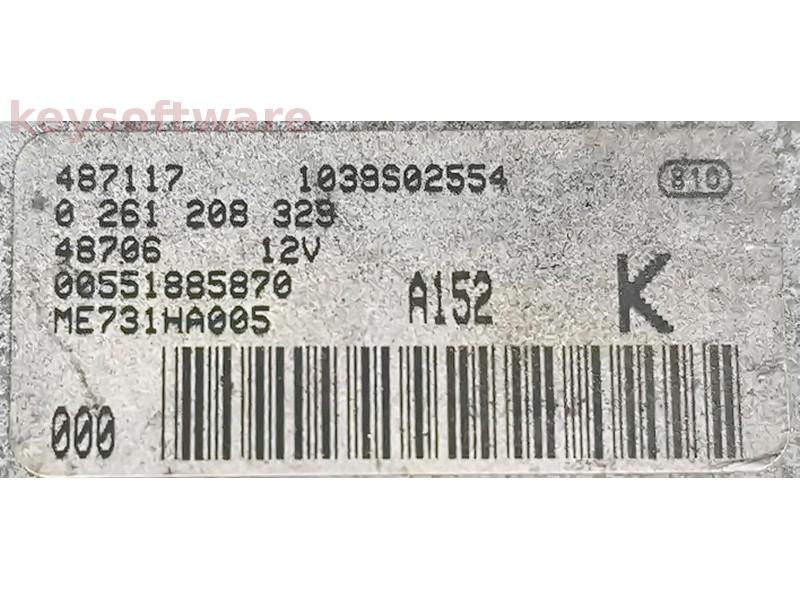 keysoftware
487117 1039S02554 810
0 261 208 329
48706 12V
00551885870 A152 K
ME731HA005
000